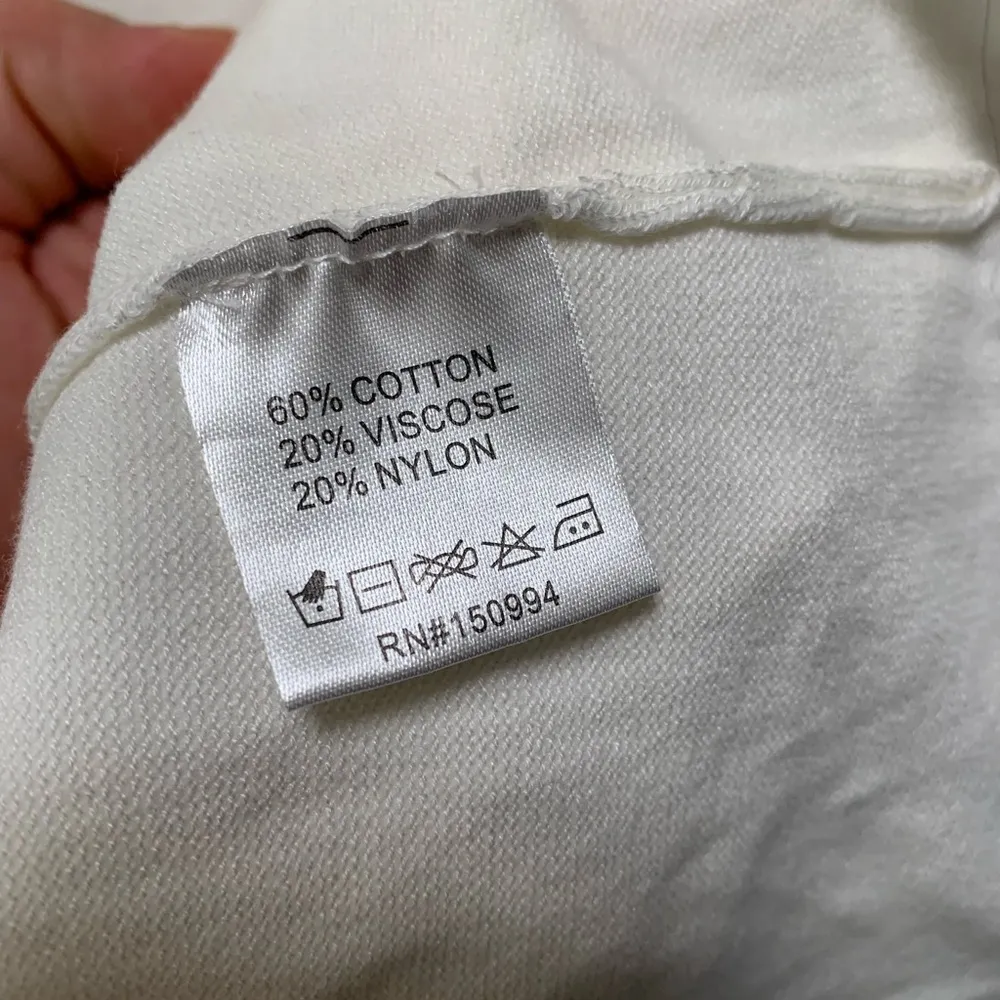 60% COTTON
20% VISCOSE
20% NYLON
RN#150994